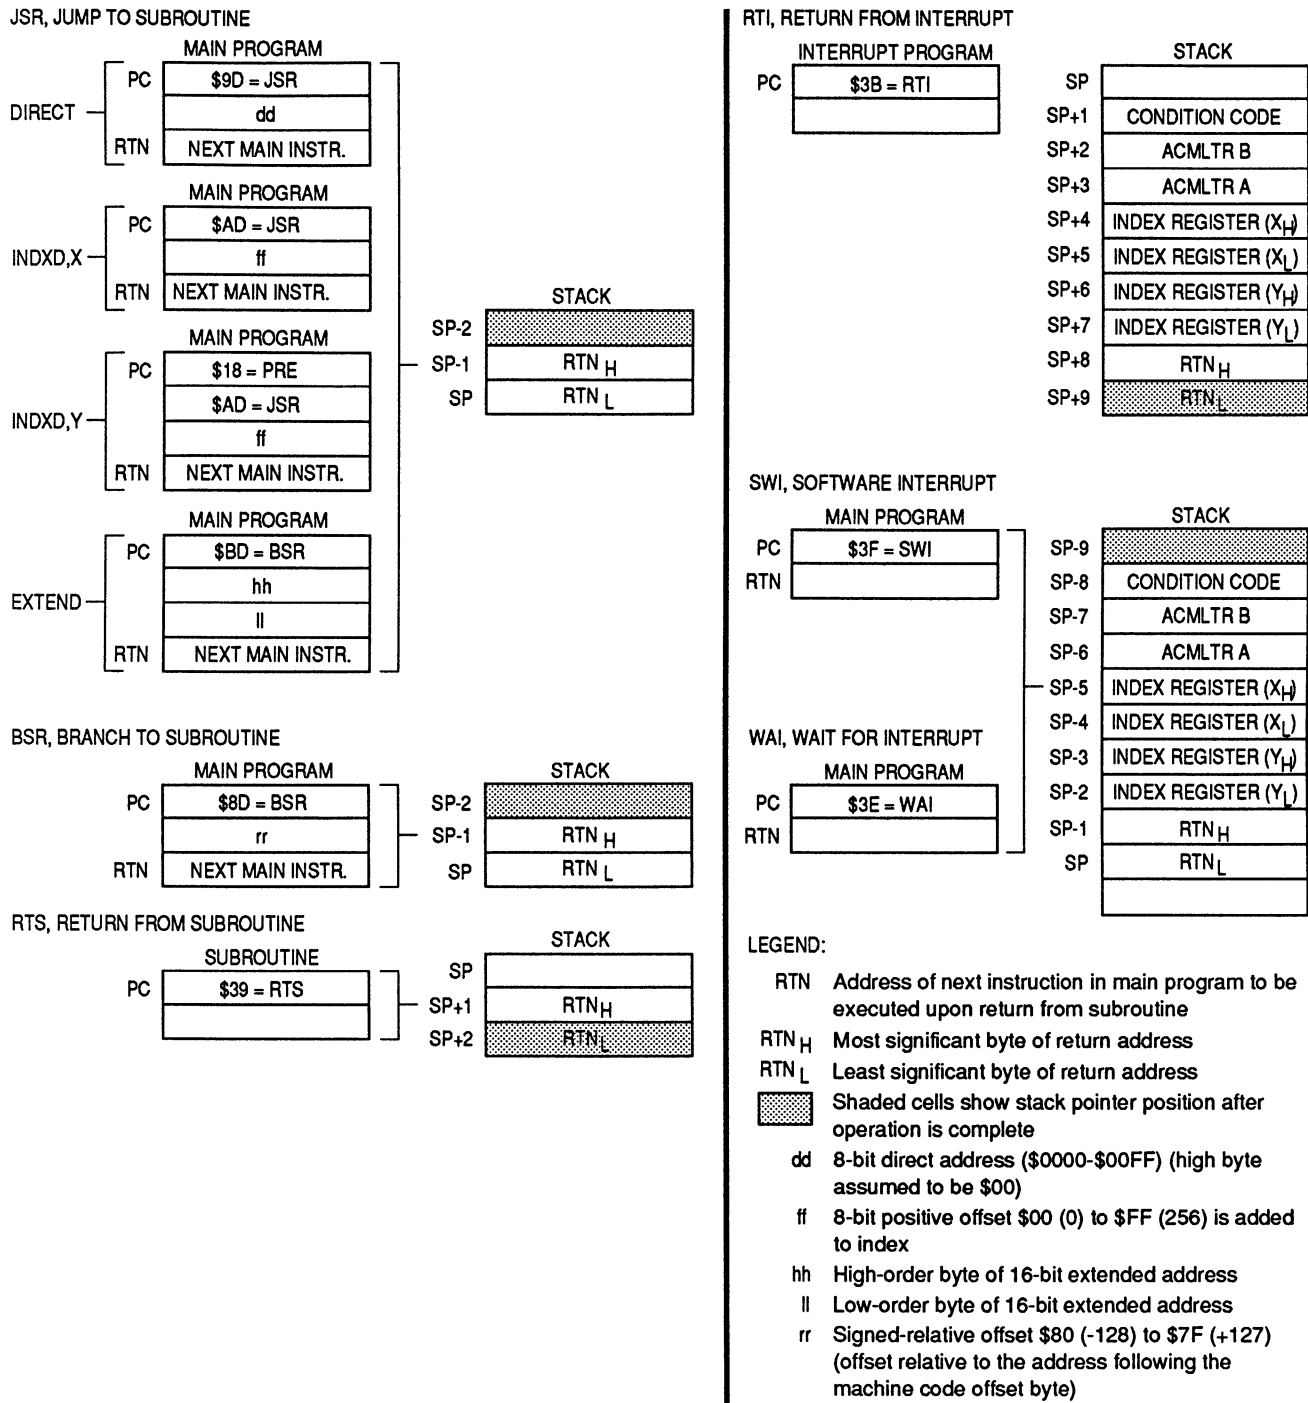 JSR, JUMP TO SUBROUTINE
MAIN PROGRAM
PC $9D = JSR
DIRECT dd
RTN NEXT MAIN INSTR.
MAIN PROGRAM
PC $AD = JSR
INDXD,X ff
RTN NEXT MAIN INSTR.
MAIN PROGRAM
PC $18 = PRE
$AD = JSR
INDXD,Y ff
RTN NEXT MAIN INSTR.
MAIN PROGRAM
PC $BD = BSR
hh
EXTEND ll
RTN NEXT MAIN INSTR.
STACK
SP-2
SP-1 RTN H
SP RTN L
BSR, BRANCH TO SUBROUTINE
MAIN PROGRAM
PC $8D = BSR
rr
RTN NEXT MAIN INSTR.
STACK
SP-2
SP-1 RTN H
SP RTN L
RTS, RETURN FROM SUBROUTINE
SUBROUTINE
PC $39 = RTS
STACK
SP
SP+1 RTNH
SP+2 RTNL
RTI, RETURN FROM INTERRUPT
INTERRUPT PROGRAM
PC $3B = RTI
STACK
SP
SP+1 CONDITION CODE
SP+2 ACMLTR B
SP+3 ACMLTR A
SP+4 INDEX REGISTER (XH)
SP+5 INDEX REGISTER (XL)
SP+6 INDEX REGISTER (YH)
SP+7 INDEX REGISTER (YL)
SP+8 RTNH
SP+9 RTNL
SWI, SOFTWARE INTERRUPT
MAIN PROGRAM
PC $3F = SWI
RTN
WAI, WAIT FOR INTERRUPT
MAIN PROGRAM
PC $3E = WAI
RTN
STACK
SP-9
SP-8 CONDITION CODE
SP-7 ACMLTR B
SP-6 ACMLTR A
SP-5 INDEX REGISTER (XH)
SP-4 INDEX REGISTER (XL)
SP-3 INDEX REGISTER (YH)
SP-2 INDEX REGISTER (YL)
SP-1 RTNH
SP RTNL
LEGEND:
RTN Address of next instruction in main program to be
executed upon return from subroutine
RTN H Most significant byte of return address
RTN L Least significant byte of return address
Shaded cells show stack pointer position after
operation is complete
dd 8-bit direct address ($0000-$00FF) (high byte
assumed to be $00)
ff 8-bit positive offset $00 (0) to $FF (256) is added
to index
hh High-order byte of 16-bit extended address
ll Low-order byte of 16-bit extended address
rr Signed-relative offset $80 (-128) to $7F (+127)
(offset relative to the address following the
machine code offset byte)